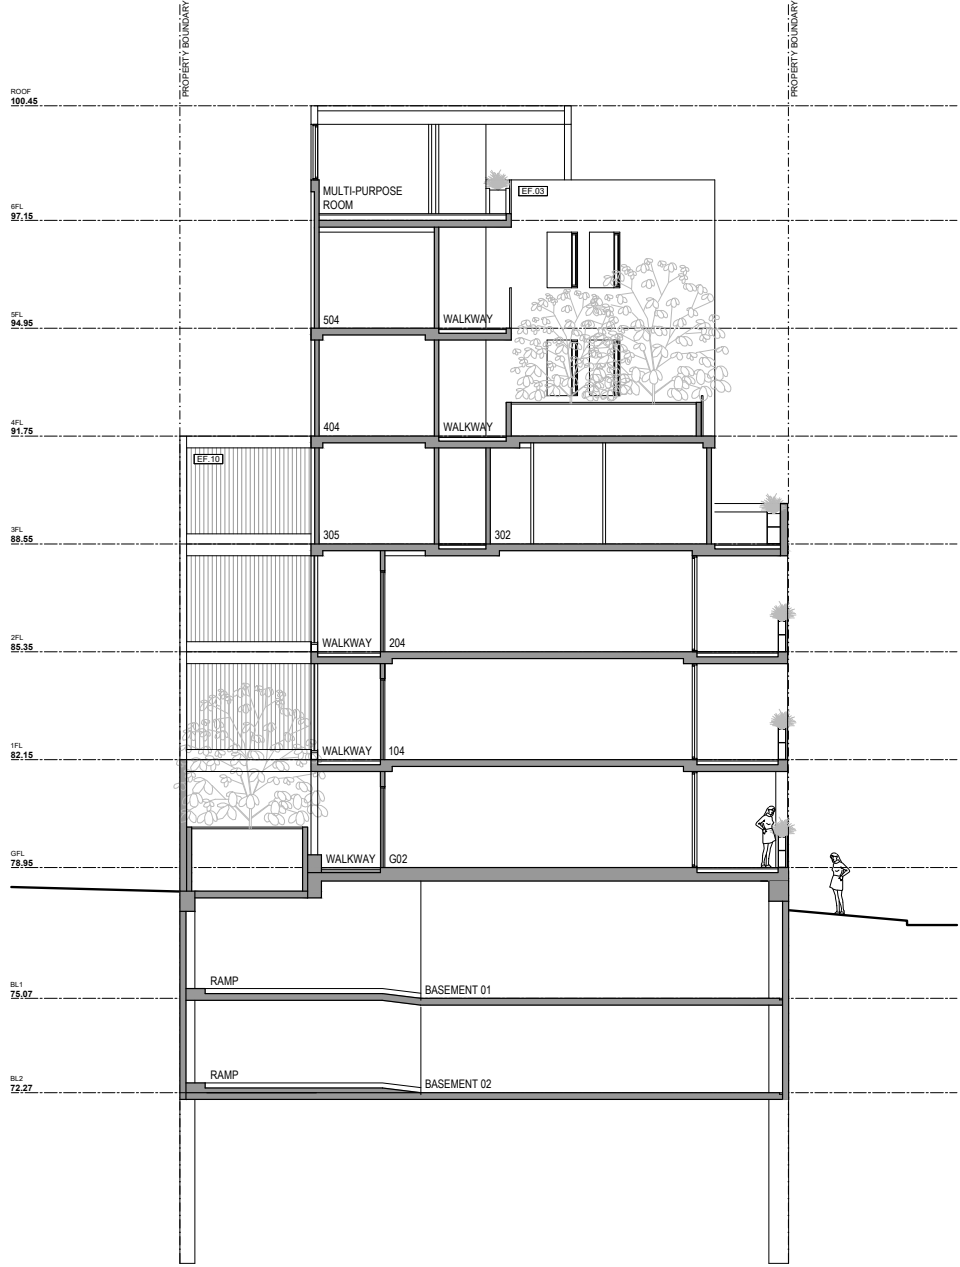 PROPERTY BOUNDARY
PROPERTY BOUNDARY
ROOF
100.45
MULTI-PURPOSE
ROOM
EF.03
6FL
97.15
5FL
94.95
504
WALKWAY
4FL
91.75
404
WALKWAY
EF.10
3FL
88.55
305
302
2FL
85.35
WALKWAY
204
1FL
82.15
WALKWAY
104
GFL
78.95
WALKWAY
G02
BL1
75.07
RAMP
BASEMENT 01
BL2
72.27
RAMP
BASEMENT 02